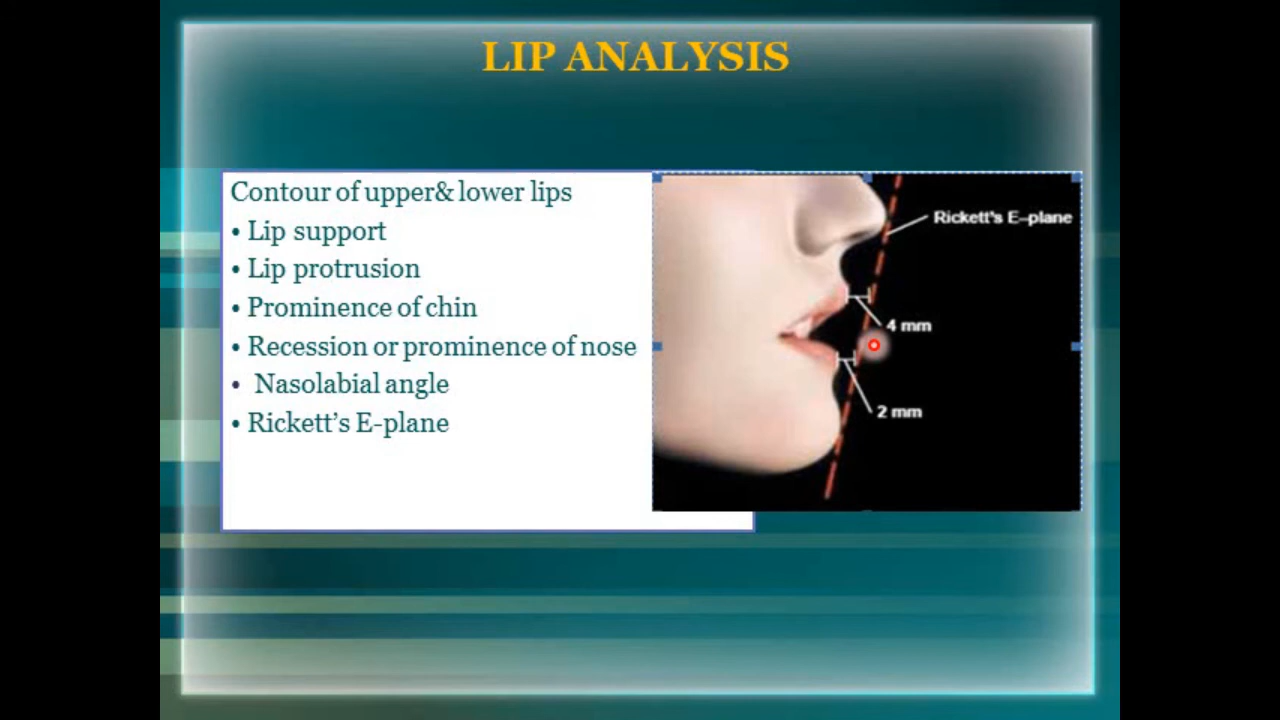 LIP ANALYSIS
Contour of upper& lower lips
• Lip support
• Lip protrusion
• Prominence of chin
• Recession or prominence of nose
• Nasolabial angle
• Rickett’s E-plane
Rickett's E–plane
4 mm
2 mm